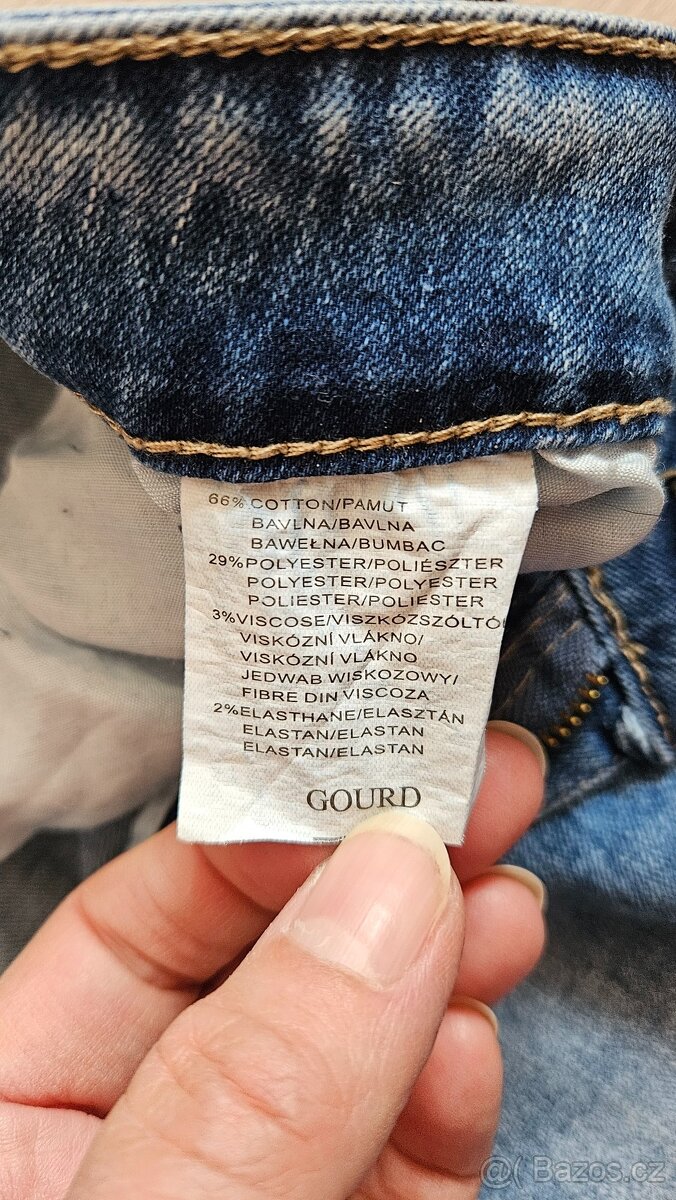 66% COTTON/PAMUT
BAVLNA/BAVLNA
BAWEŁNA/BUMBAC
29%POLYESTER/POLIÉSZTER
POLYESTER/POLYESTER
POLIESTER/POLIESTER
3%VISCOSE/VISZKÓZSZÓLTÓ
VISKÓZNÍ VLÁKNO/
VISKÓZNÍ VLÁKNO
JEDWAB WISKOZOWY/
FIBRE DIN VISCOZA
2%ELASTHANE/ELASZTÁN
ELASTAN/ELASTAN
ELASTAN/ELASTAN
GOURD
@( Bazos.cz